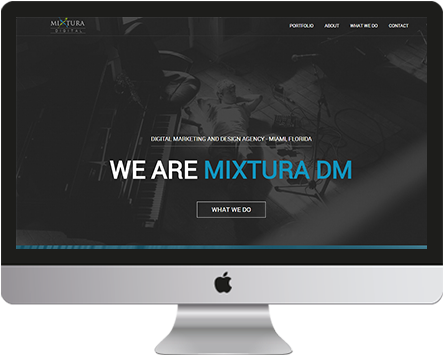 MIXTURA
DIGITAL
PORTFOLIO ABOUT WHAT WE DO CONTACT
DIGITAL MARKETING AND DESIGN AGENCY - MIAMI, FLORIDA
WE ARE MIXTURA DM
WHAT WE DO